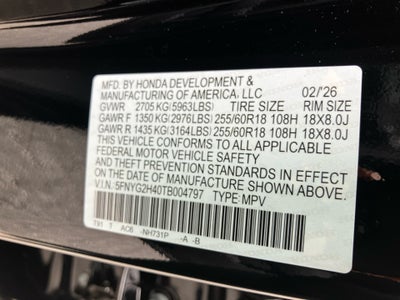 MFD. BY HONDA DEVELOPMENT &
MANUFACTURING OF AMERICA, LLC 02/'26
GVWR 2705 KG(5963LBS) TIRE SIZE RIM SIZE
GAWR F 1350 KG(2976LBS) 255/60R18 108H 18X8.0J
GAWR R 1435 KG(3164LBS) 255/60R18 108H 18X8.0J
THIS VEHICLE CONFORMS TO ALL APPLICABLE
FEDERAL MOTOR VEHICLE SAFETY
AND THEFT PREVENTION STANDARDS IN EFFECT
ON THE DATE OF MANUFACTURE SHOWN ABOVE.
V.I.N.: 5FNYG2H40TB004797 TYPE: MPV
7 AC6 -NH731P -A -B